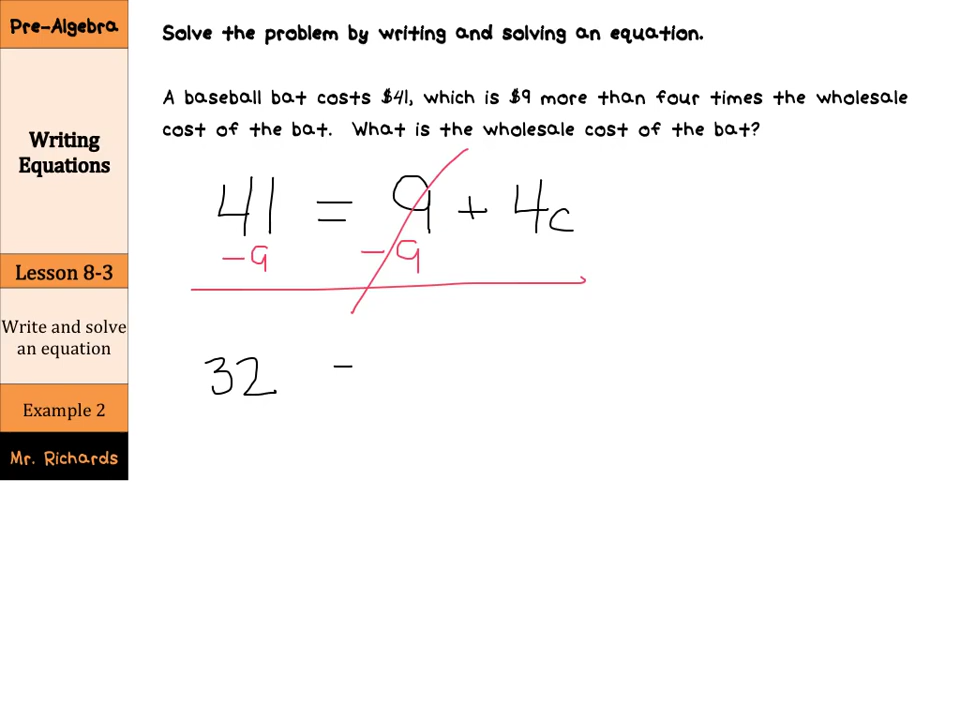 Pre-Algebra
Writing
Equations
Lesson 8-3
Write and solve
an equation
Example 2
Mr. Richards
Solve the problem by writing and solving an equation.
A baseball bat costs $41, which is $9 more than four times the wholesale
cost of the bat. What is the wholesale cost of the bat?
41 = 9 + 4c
-9 -9
32 =